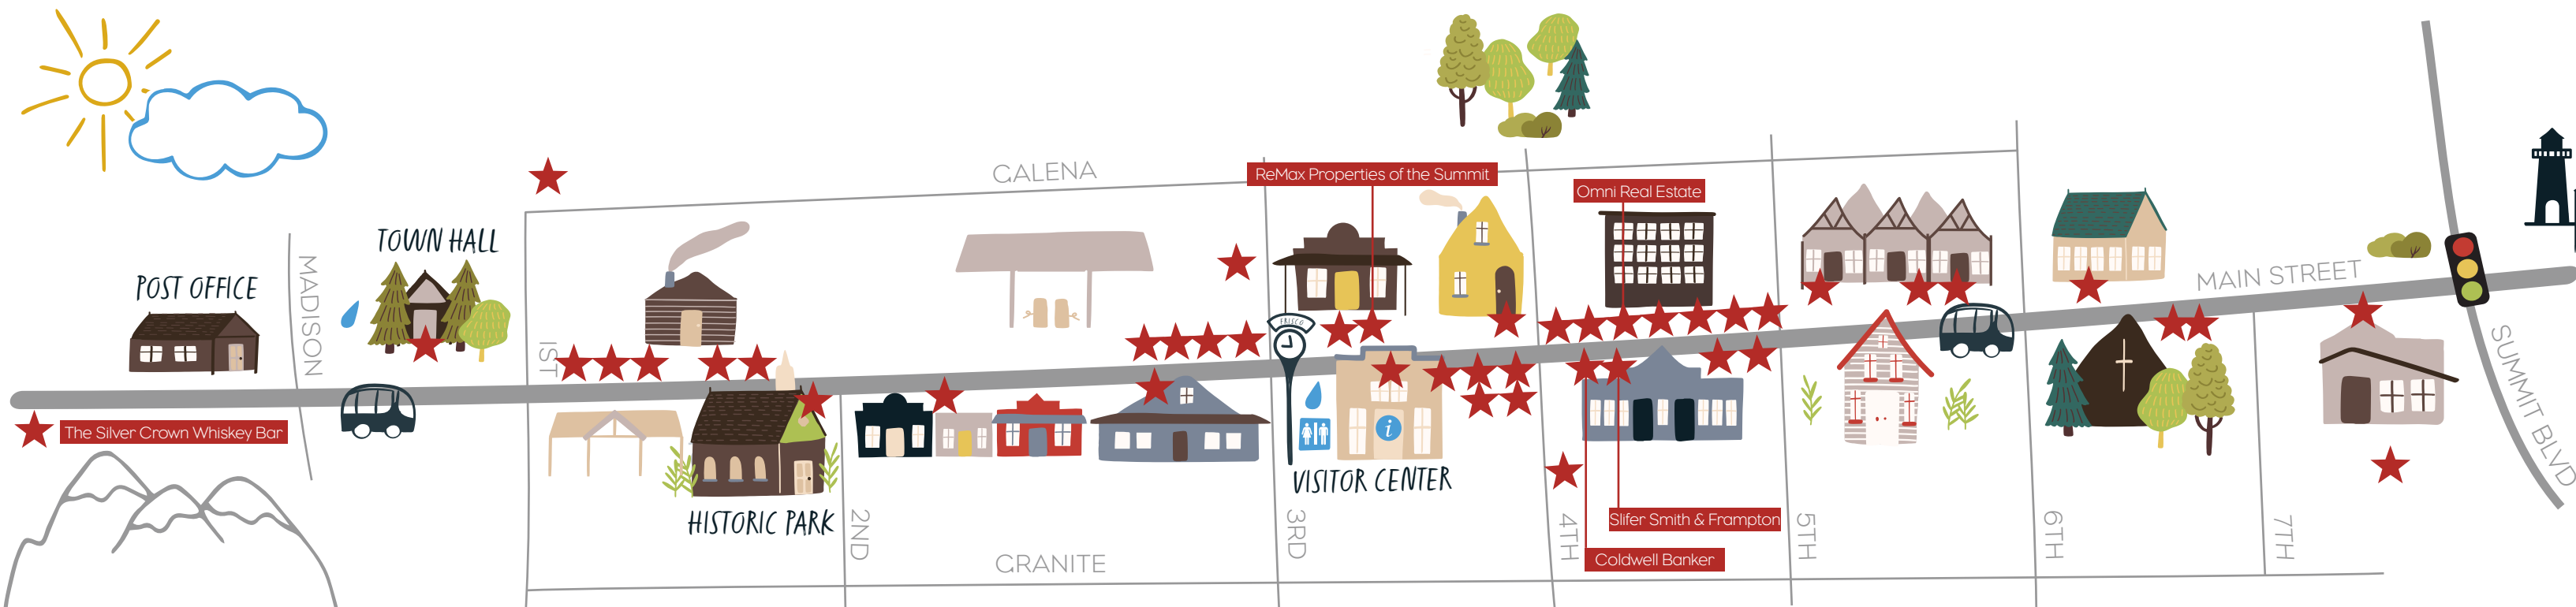 CALENA
ReMax Properties of the Summit
Omni Real Estate
TOWN HALL
POST OFFICE
MADISON
MAIN STREET
FRISCO
1ST
SUMMIT BLVD
The Silver Crown Whiskey Bar
i
VISITOR CENTER
HISTORIC PARK
2ND
3RD
4TH
5TH
6TH
7TH
Slifer Smith & Frampton
Coldwell Banker
GRANITE